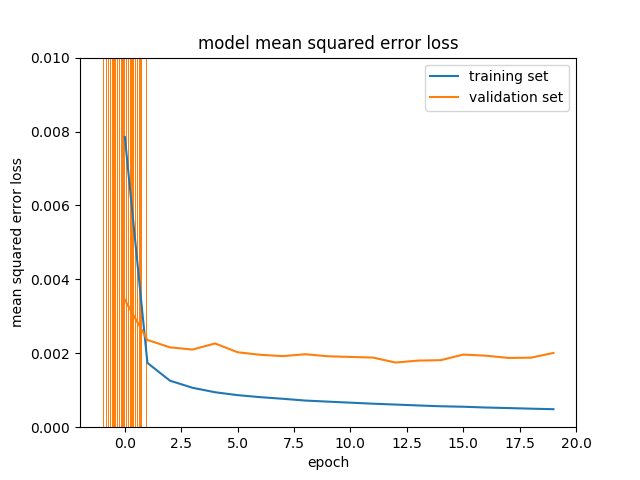 model mean squared error loss
0.010
0.008
0.006
0.004
0.002
0.000
mean squared error loss
training set
validation set
0.0 2.5 5.0 7.5 10.0 12.5 15.0 17.5 20.0
epoch